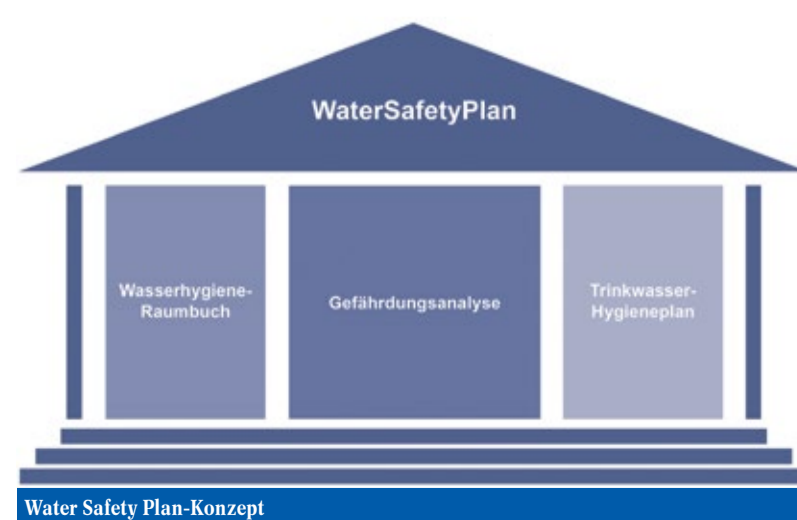 WaterSafetyPlan
Wasserhygiene-
Raumbuch
Gefährdungsanalyse
Trinkwasser-
Hygieneplan
Water Safety Plan-Konzept